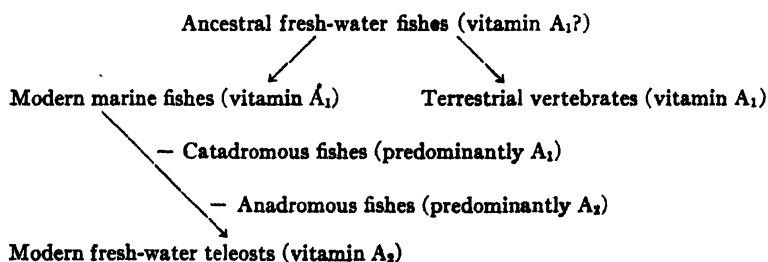 Ancestral fresh-water fishes (vitamin A₁?)
Modern marine fishes (vitamin A₁) Terrestrial vertebrates (vitamin A₁)
— Catadromous fishes (predominantly A₁)
— Anadromous fishes (predominantly A₂)
Modern fresh-water teleosts (vitamin A₂)